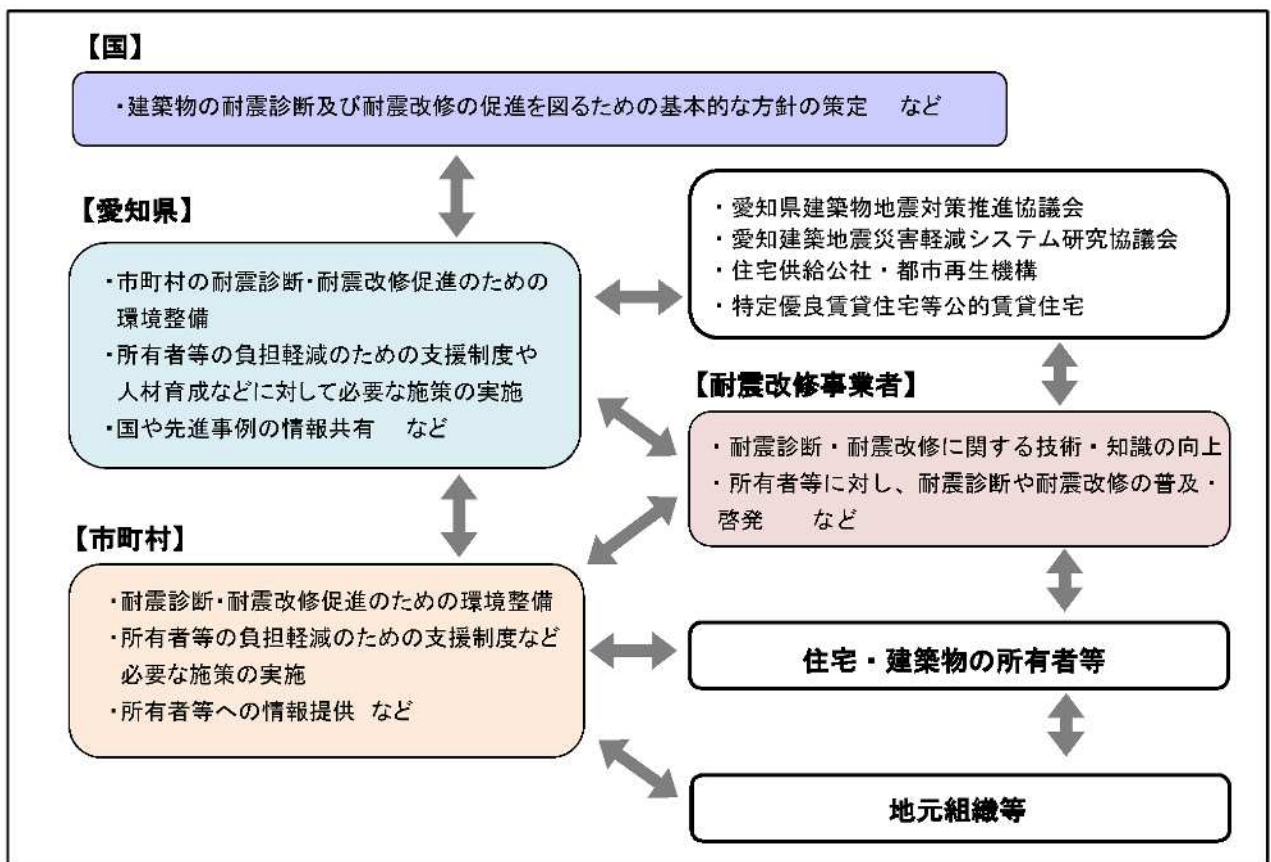 【国】
・建築物の耐震診断及び耐震改修の促進を図るための基本的な方針の策定　など
【愛知県】
・市町村の耐震診断・耐震改修促進のための
環境整備
・所有者等の負担軽減のための支援制度や
人材育成などに対して必要な施策の実施
・国や先進事例の情報共有　など
・愛知県建築物地震対策推進協議会
・愛知建築地震災害軽減システム研究協議会
・住宅供給公社・都市再生機構
・特定優良賃貸住宅等公的賃貸住宅
【耐震改修事業者】
・耐震診断・耐震改修に関する技術・知識の向上
・所有者等に対し、耐震診断や耐震改修の普及・
啓発　　など
【市町村】
・耐震診断・耐震改修促進のための環境整備
・所有者等の負担軽減のための支援制度など
必要な施策の実施
・所有者等への情報提供　など
住宅・建築物の所有者等
地元組織等